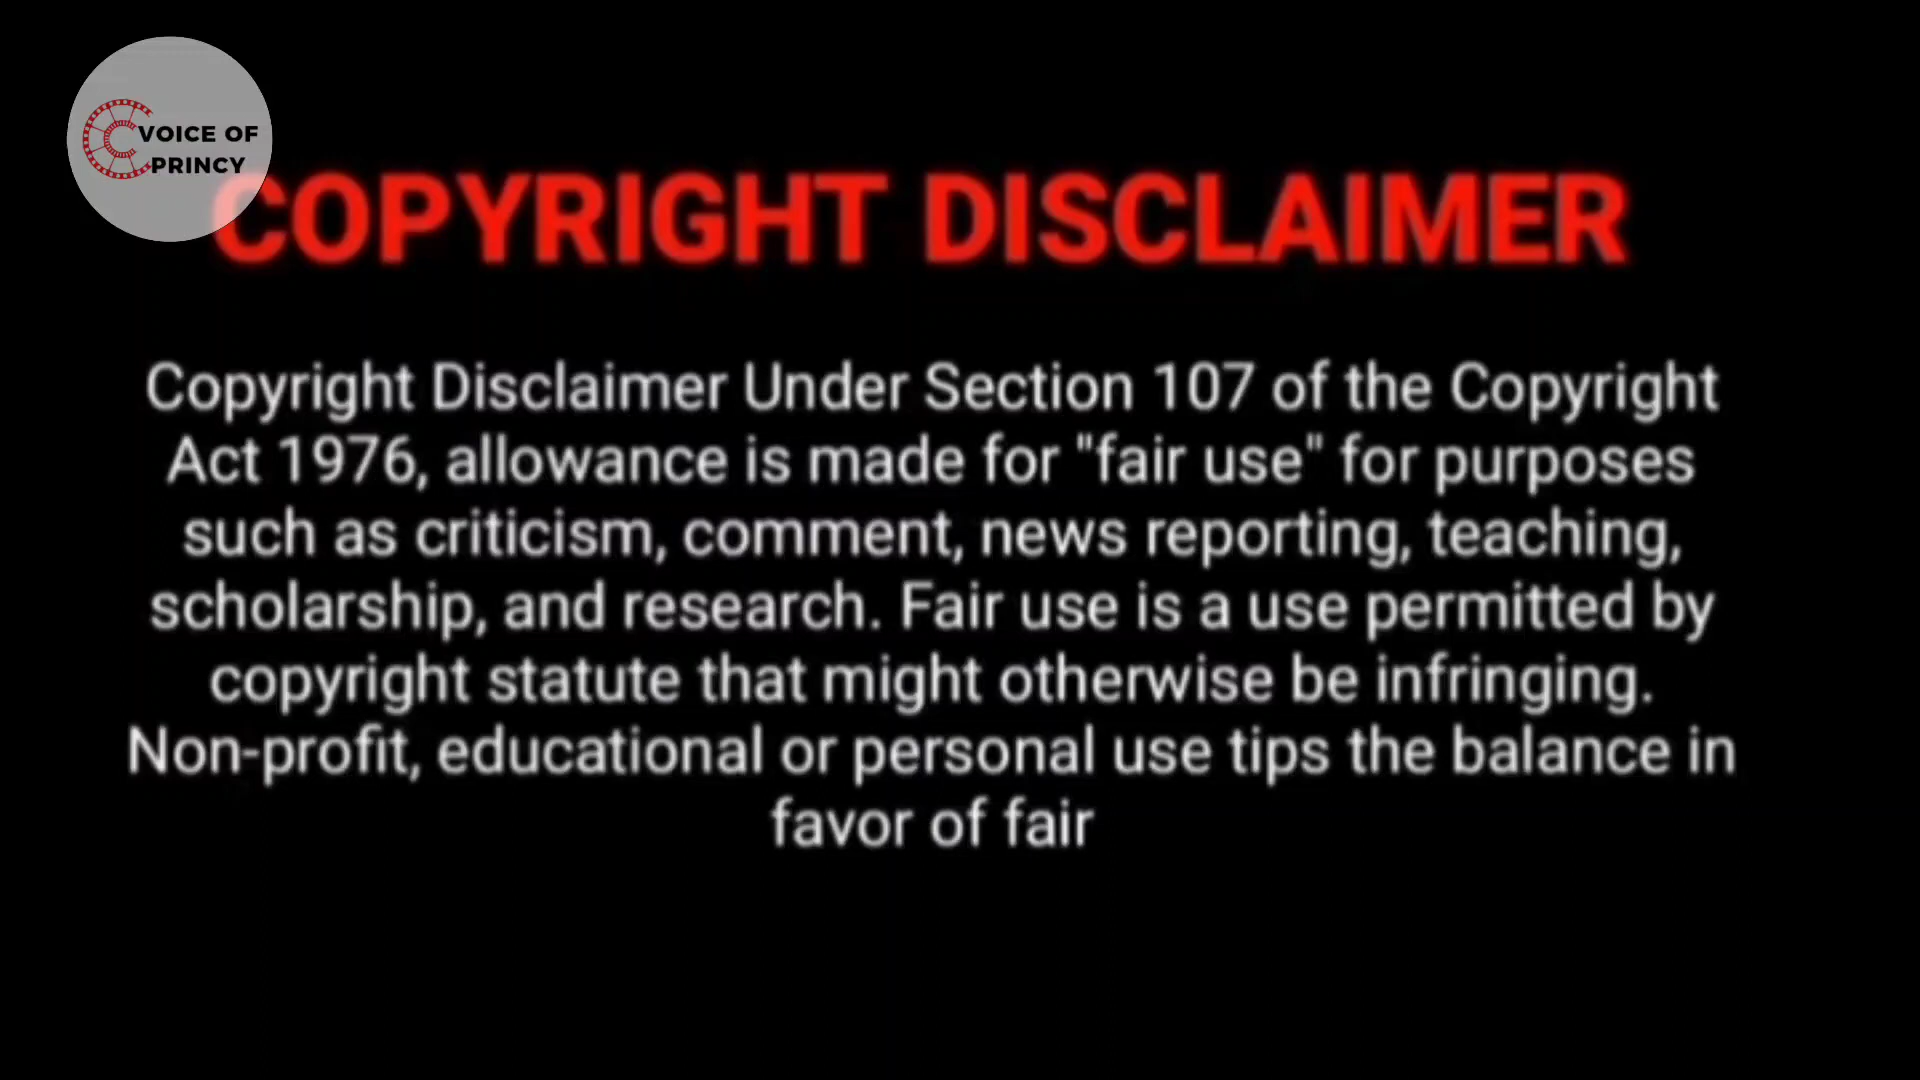 VOICE OF
PRINCY
COPYRIGHT DISCLAIMER
Copyright Disclaimer Under Section 107 of the Copyright
Act 1976, allowance is made for "fair use" for purposes
such as criticism, comment, news reporting, teaching,
scholarship, and research. Fair use is a use permitted by
copyright statute that might otherwise be infringing.
Non-profit, educational or personal use tips the balance in
favor of fair